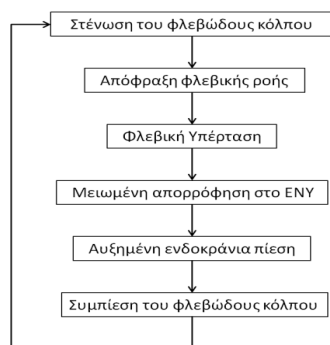 Στένωση του φλεβώδους κόλπου
Απόφραξη φλεβικής ροής
Φλεβική Υπέρταση
Μειωμένη απορρόφηση στο ΕΝΥ
Αυξημένη ενδοκράνια πίεση
Συμπίεση του φλεβώδους κόλπου